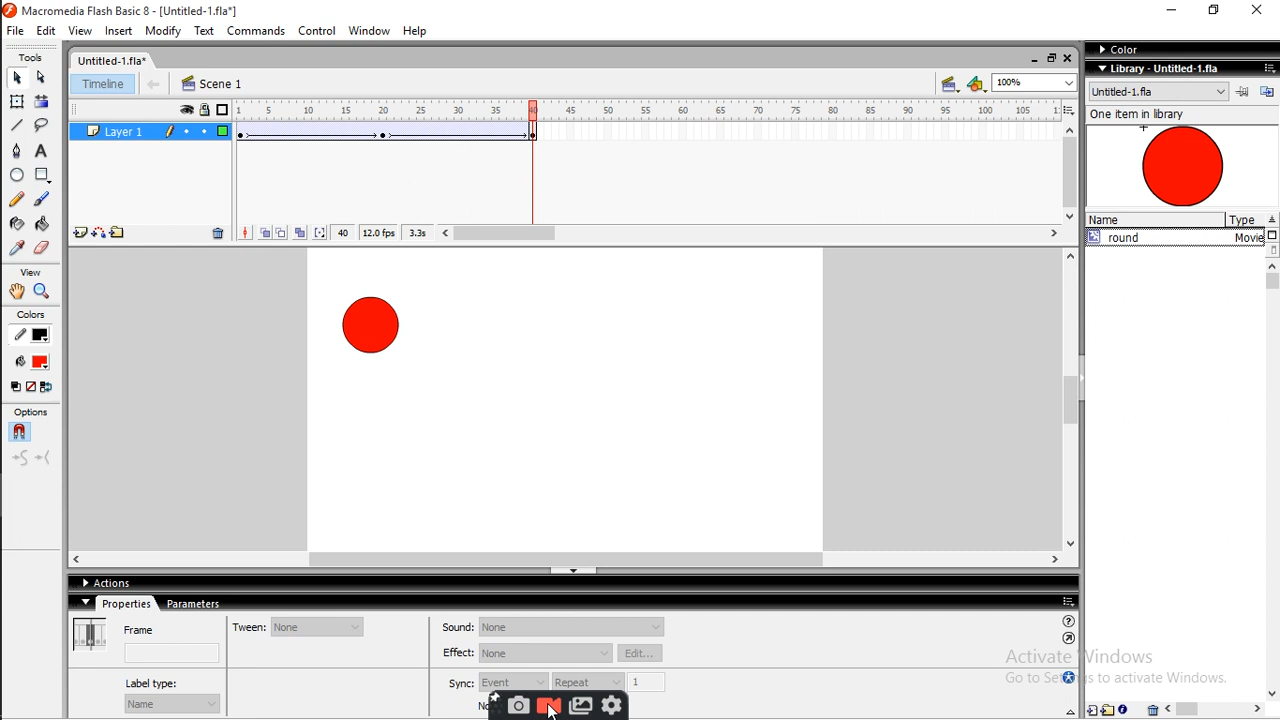 Macromedia Flash Basic 8 - [Untitled-1.fla*]
File Edit View Insert Modify Text Commands Control Window Help
Tools
Untitled-1.fla*
Timeline
Scene 1
100%
1 5 10 15 20 25 30 35 40 45 50 55 60 65 70 75 80 85 90 95 100 105
Layer 1
40 12.0 fps 3.3s
View
Colors
Options
Color
Library - Untitled-1.fla
Untitled-1.fla
One item in library
Name Type
round Movie
Actions
Properties Parameters
Frame
Tween: None
Sound: None
Effect: None Edit...
Label type:
Name
Sync: Event Repeat 1
Activate Windows
Go to Settings to activate Windows.